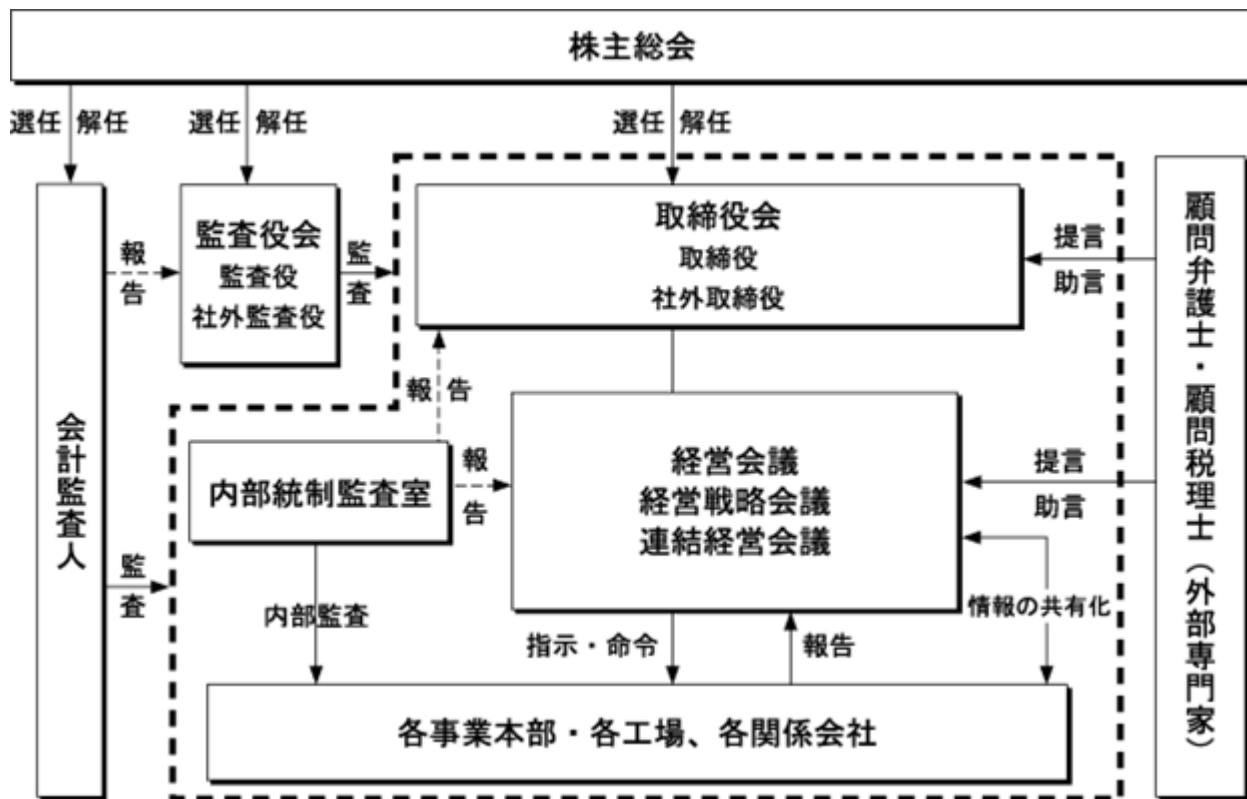 株主総会
選任 解任
選任 解任
選任 解任
会計監査人
報告
監査役会
監査役
社外監査役
監査
取締役会
取締役
社外取締役
提言
助言
顧問弁護士・顧問税理士(外部専門家)
報告
内部統制監査室
報告
経営会議
経営戦略会議
連結経営会議
提言
助言
監査
内部監査
指示・命令
報告
情報の共有化
各事業本部・各工場、各関係会社